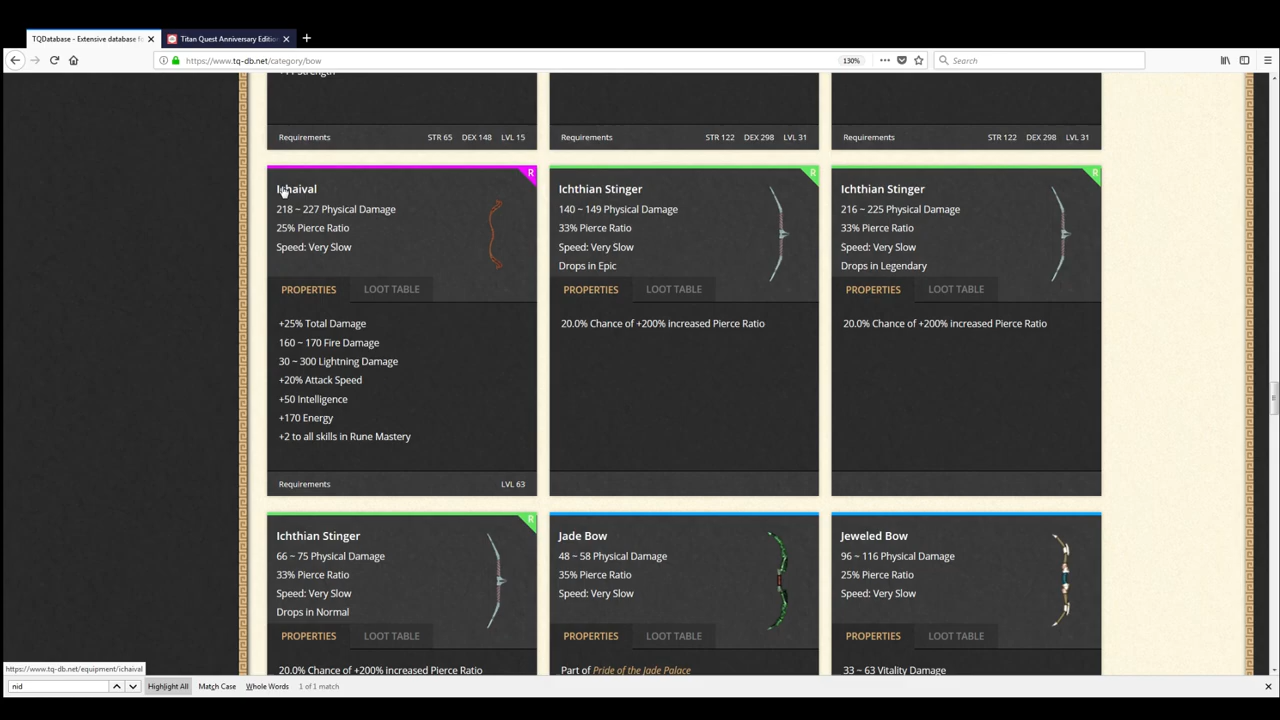 TQDatabase - Extensive database fo
Titan Quest Anniversary Edition
https://www.tq-db.net/category/bow
130%
Search
Requirements STR 65 DEX 148 LVL 15
Requirements STR 122 DEX 298 LVL 31
Requirements STR 122 DEX 298 LVL 31
Ichaival
R
218 ~ 227 Physical Damage
25% Pierce Ratio
Speed: Very Slow
PROPERTIES LOOT TABLE
+25% Total Damage
160 ~ 170 Fire Damage
30 ~ 300 Lightning Damage
+20% Attack Speed
+50 Intelligence
+170 Energy
+2 to all skills in Rune Mastery
Requirements LVL 63
Ichthian Stinger
R
140 ~ 149 Physical Damage
33% Pierce Ratio
Speed: Very Slow
Drops in Epic
PROPERTIES LOOT TABLE
20.0% Chance of +200% increased Pierce Ratio
Ichthian Stinger
R
216 ~ 225 Physical Damage
33% Pierce Ratio
Speed: Very Slow
Drops in Legendary
PROPERTIES LOOT TABLE
20.0% Chance of +200% increased Pierce Ratio
Ichthian Stinger
R
66 ~ 75 Physical Damage
33% Pierce Ratio
Speed: Very Slow
Drops in Normal
PROPERTIES LOOT TABLE
20.0% Chance of +200% increased Pierce Ratio
Jade Bow
48 ~ 58 Physical Damage
35% Pierce Ratio
Speed: Very Slow
PROPERTIES LOOT TABLE
Part of Pride of the Jade Palace
Jeweled Bow
96 ~ 116 Physical Damage
25% Pierce Ratio
Speed: Very Slow
PROPERTIES LOOT TABLE
33 ~ 63 Vitality Damage
https://www.tq-db.net/equipment/ichaival
nid
Highlight All Match Case Whole Words 1 of 1 match